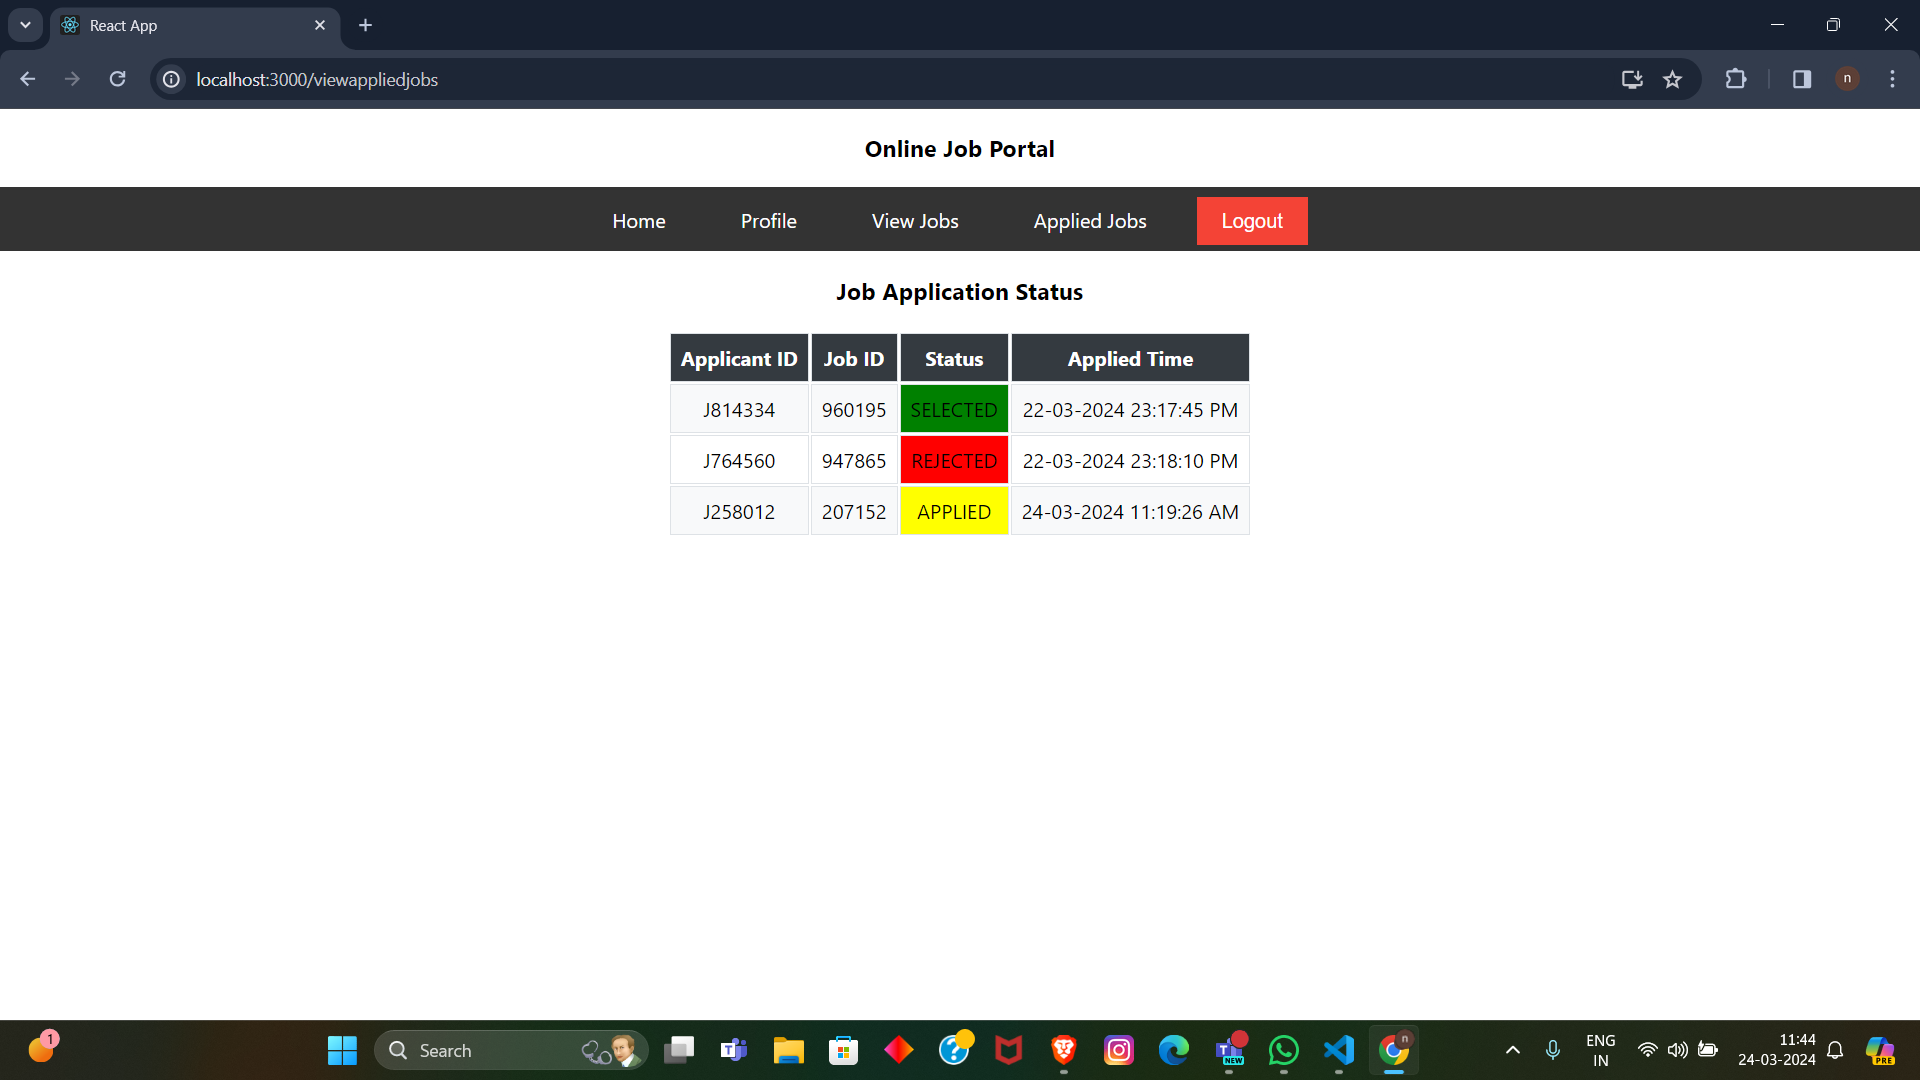 React App
localhost:3000/viewappliedjobs
n
Online Job Portal
Home Profile View Jobs Applied Jobs Logout
Job Application Status
Applicant ID Job ID Status Applied Time
J814334 960195 SELECTED 22-03-2024 23:17:45 PM
J764560 947865 REJECTED 22-03-2024 23:18:10 PM
J258012 207152 APPLIED 24-03-2024 11:19:26 AM
1
Search
T
?
T
NEW
n
ENG
IN
11:44
24-03-2024
PRE